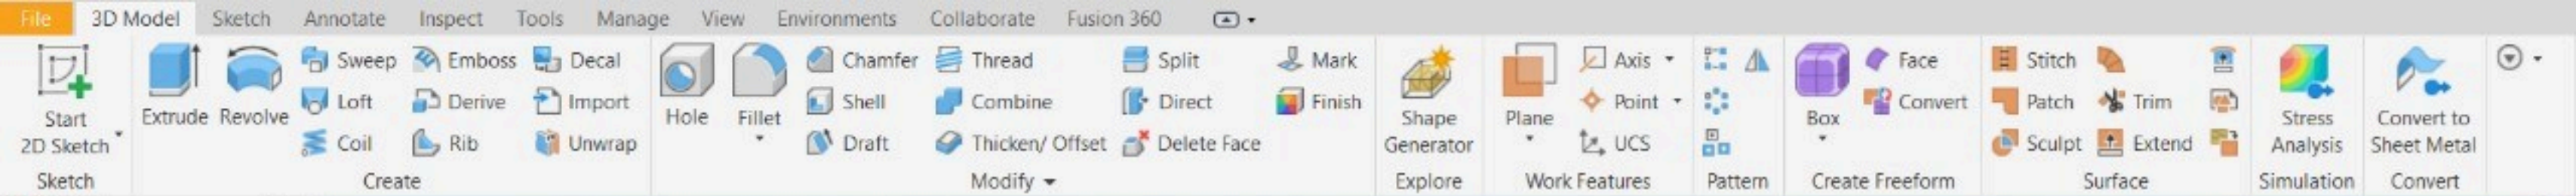 File 3D Model Sketch Annotate Inspect Tools Manage View Environments Collaborate Fusion 360
Start
2D Sketch
Sketch
Extrude
Revolve
Sweep
Loft
Coil
Emboss
Derive
Rib
Decal
Import
Unwrap
Create
Hole
Fillet
Chamfer
Shell
Draft
Thread
Combine
Thicken/ Offset
Split
Direct
Delete Face
Mark
Finish
Modify
Shape
Generator
Explore
Plane
Axis
Point
UCS
Work Features
Pattern
Box
Face
Convert
Create Freeform
Stitch
Patch
Sculpt
Trim
Extend
Surface
Stress
Analysis
Simulation
Convert to
Sheet Metal
Convert